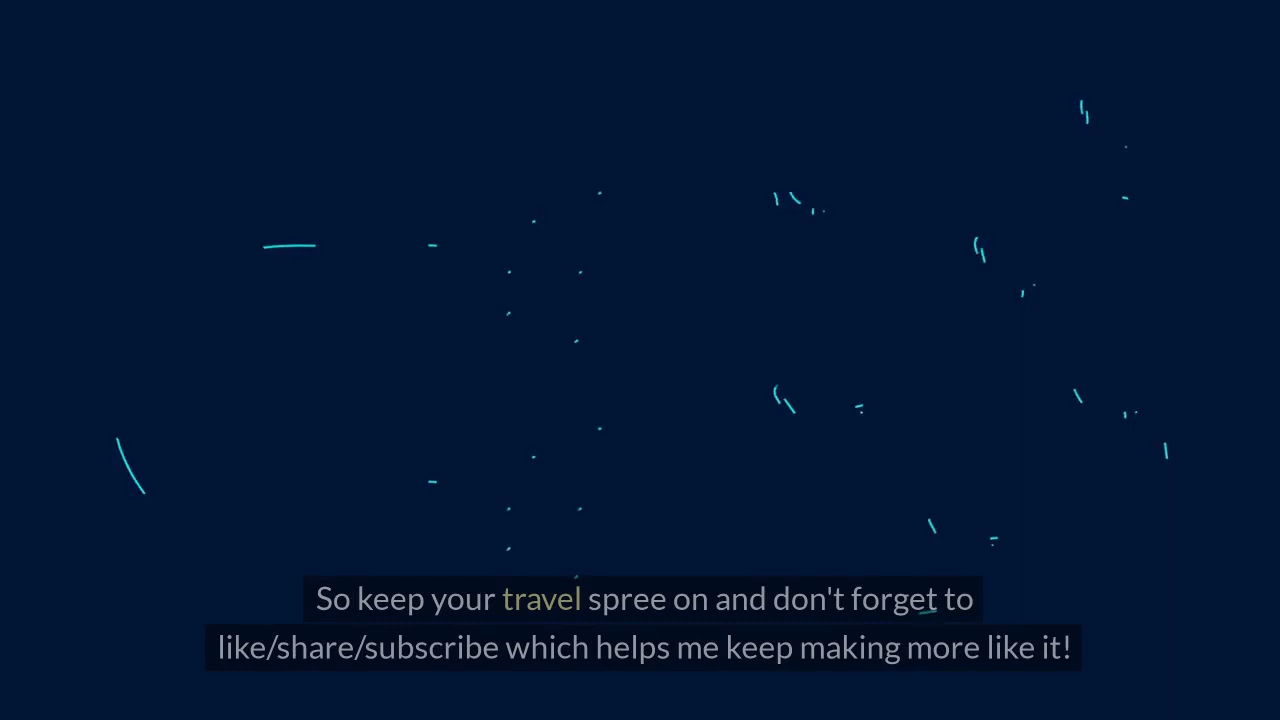 So keep your travel spree on and don't forget to
like/share/subscribe which helps me keep making more like it!